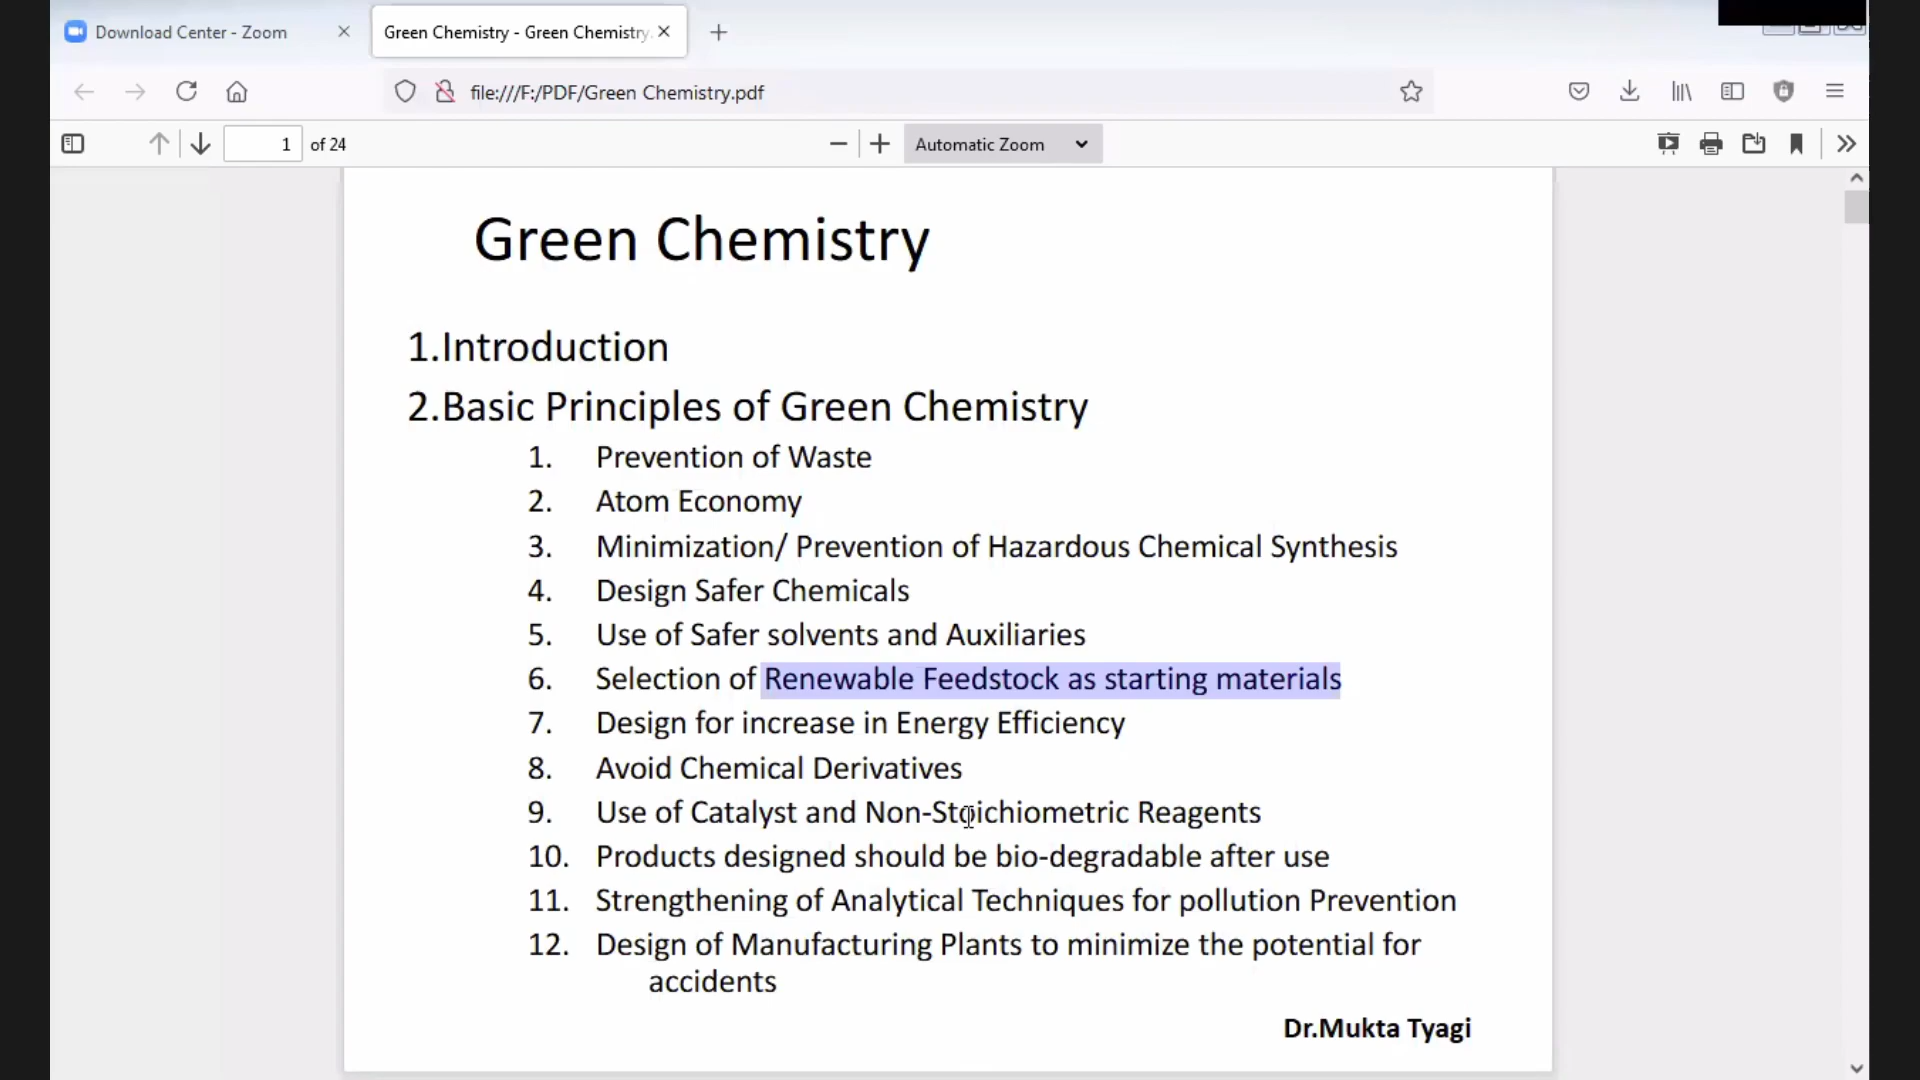 Download Center - Zoom
Green Chemistry - Green Chemistry
file:///F:/PDF/Green Chemistry.pdf
1 of 24
Automatic Zoom
Green Chemistry
1.Introduction
2.Basic Principles of Green Chemistry
1. Prevention of Waste
2. Atom Economy
3. Minimization/ Prevention of Hazardous Chemical Synthesis
4. Design Safer Chemicals
5. Use of Safer solvents and Auxiliaries
6. Selection of Renewable Feedstock as starting materials
7. Design for increase in Energy Efficiency
8. Avoid Chemical Derivatives
9. Use of Catalyst and Non-Stoichiometric Reagents
10. Products designed should be bio-degradable after use
11. Strengthening of Analytical Techniques for pollution Prevention
12. Design of Manufacturing Plants to minimize the potential for
accidents
Dr.Mukta Tyagi